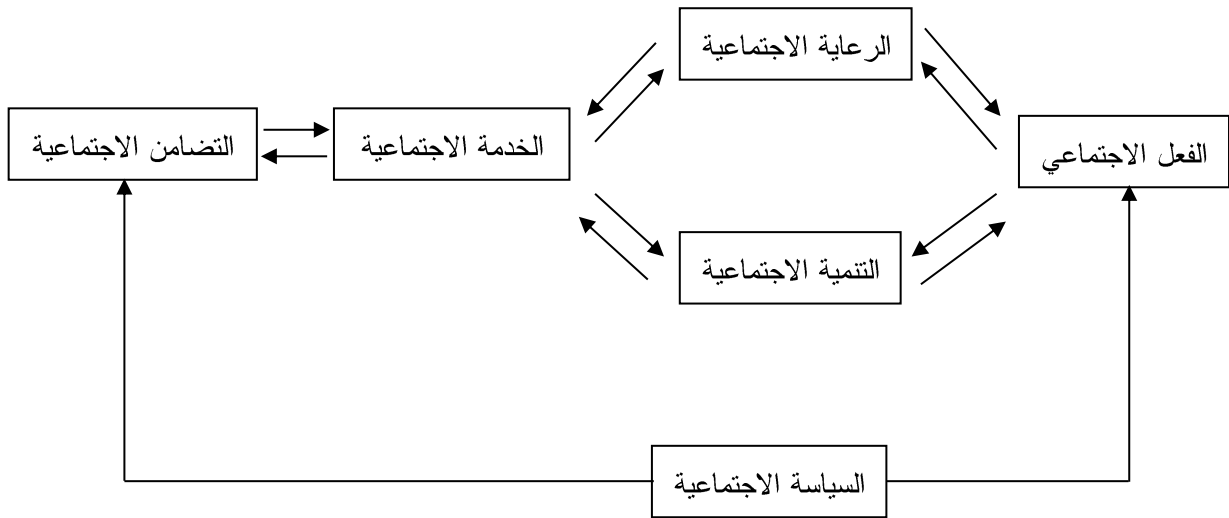 الرعاية الاجتماعية
الفعل الاجتماعي
الخدمة الاجتماعية
التضامن الاجتماعية
التنمية الاجتماعية
السياسة الاجتماعية